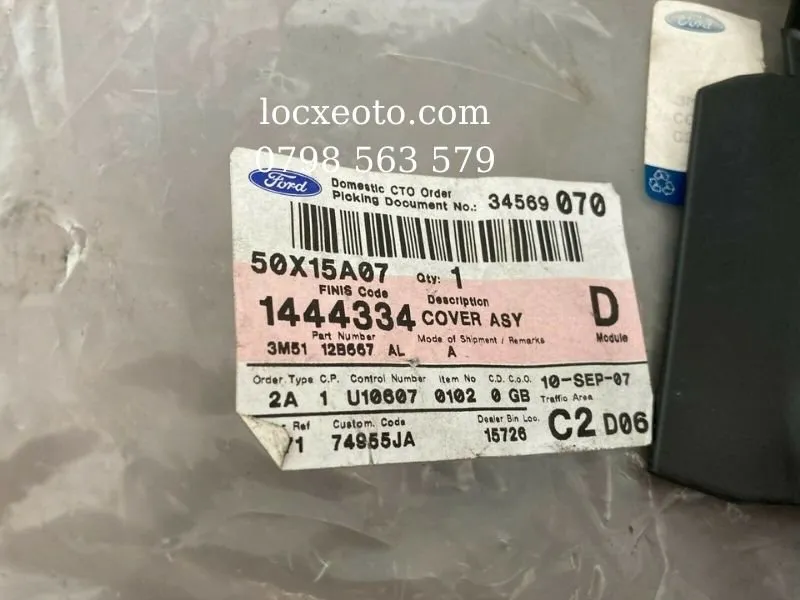 Ford
locxeoto.com
0798 563 579
Ford
Domestic CTO Order
Picking Document No.: 34569 070
50X15A07 Qty: 1
FINIS Code Description
1444334 COVER ASY D
Part Number Mode of Shipment / Remarks Module
3M51 12B667 AL A
Order Type C.P. Control Number Item No C.D. C.o.O. 10-SEP-07
2A 1 U10607 0102 0 GB Traffic Area
Ref Custom. Code Dealer Bin Loc.
/1 74955JA 15726 C2 D06